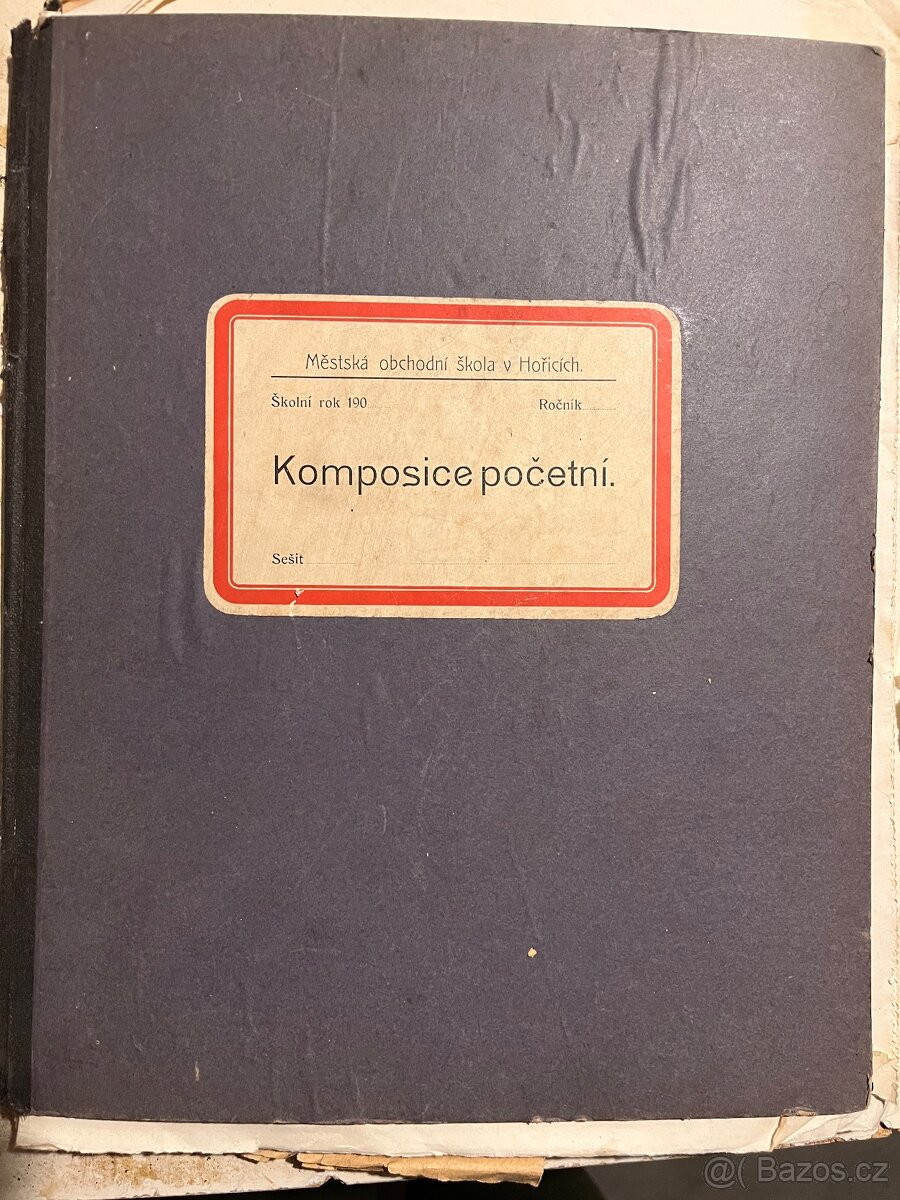 Městská obchodní škola v Hořicích.
Školní rok 190 Ročník
Komposice početní.
Sešit
@( Bazos.cz